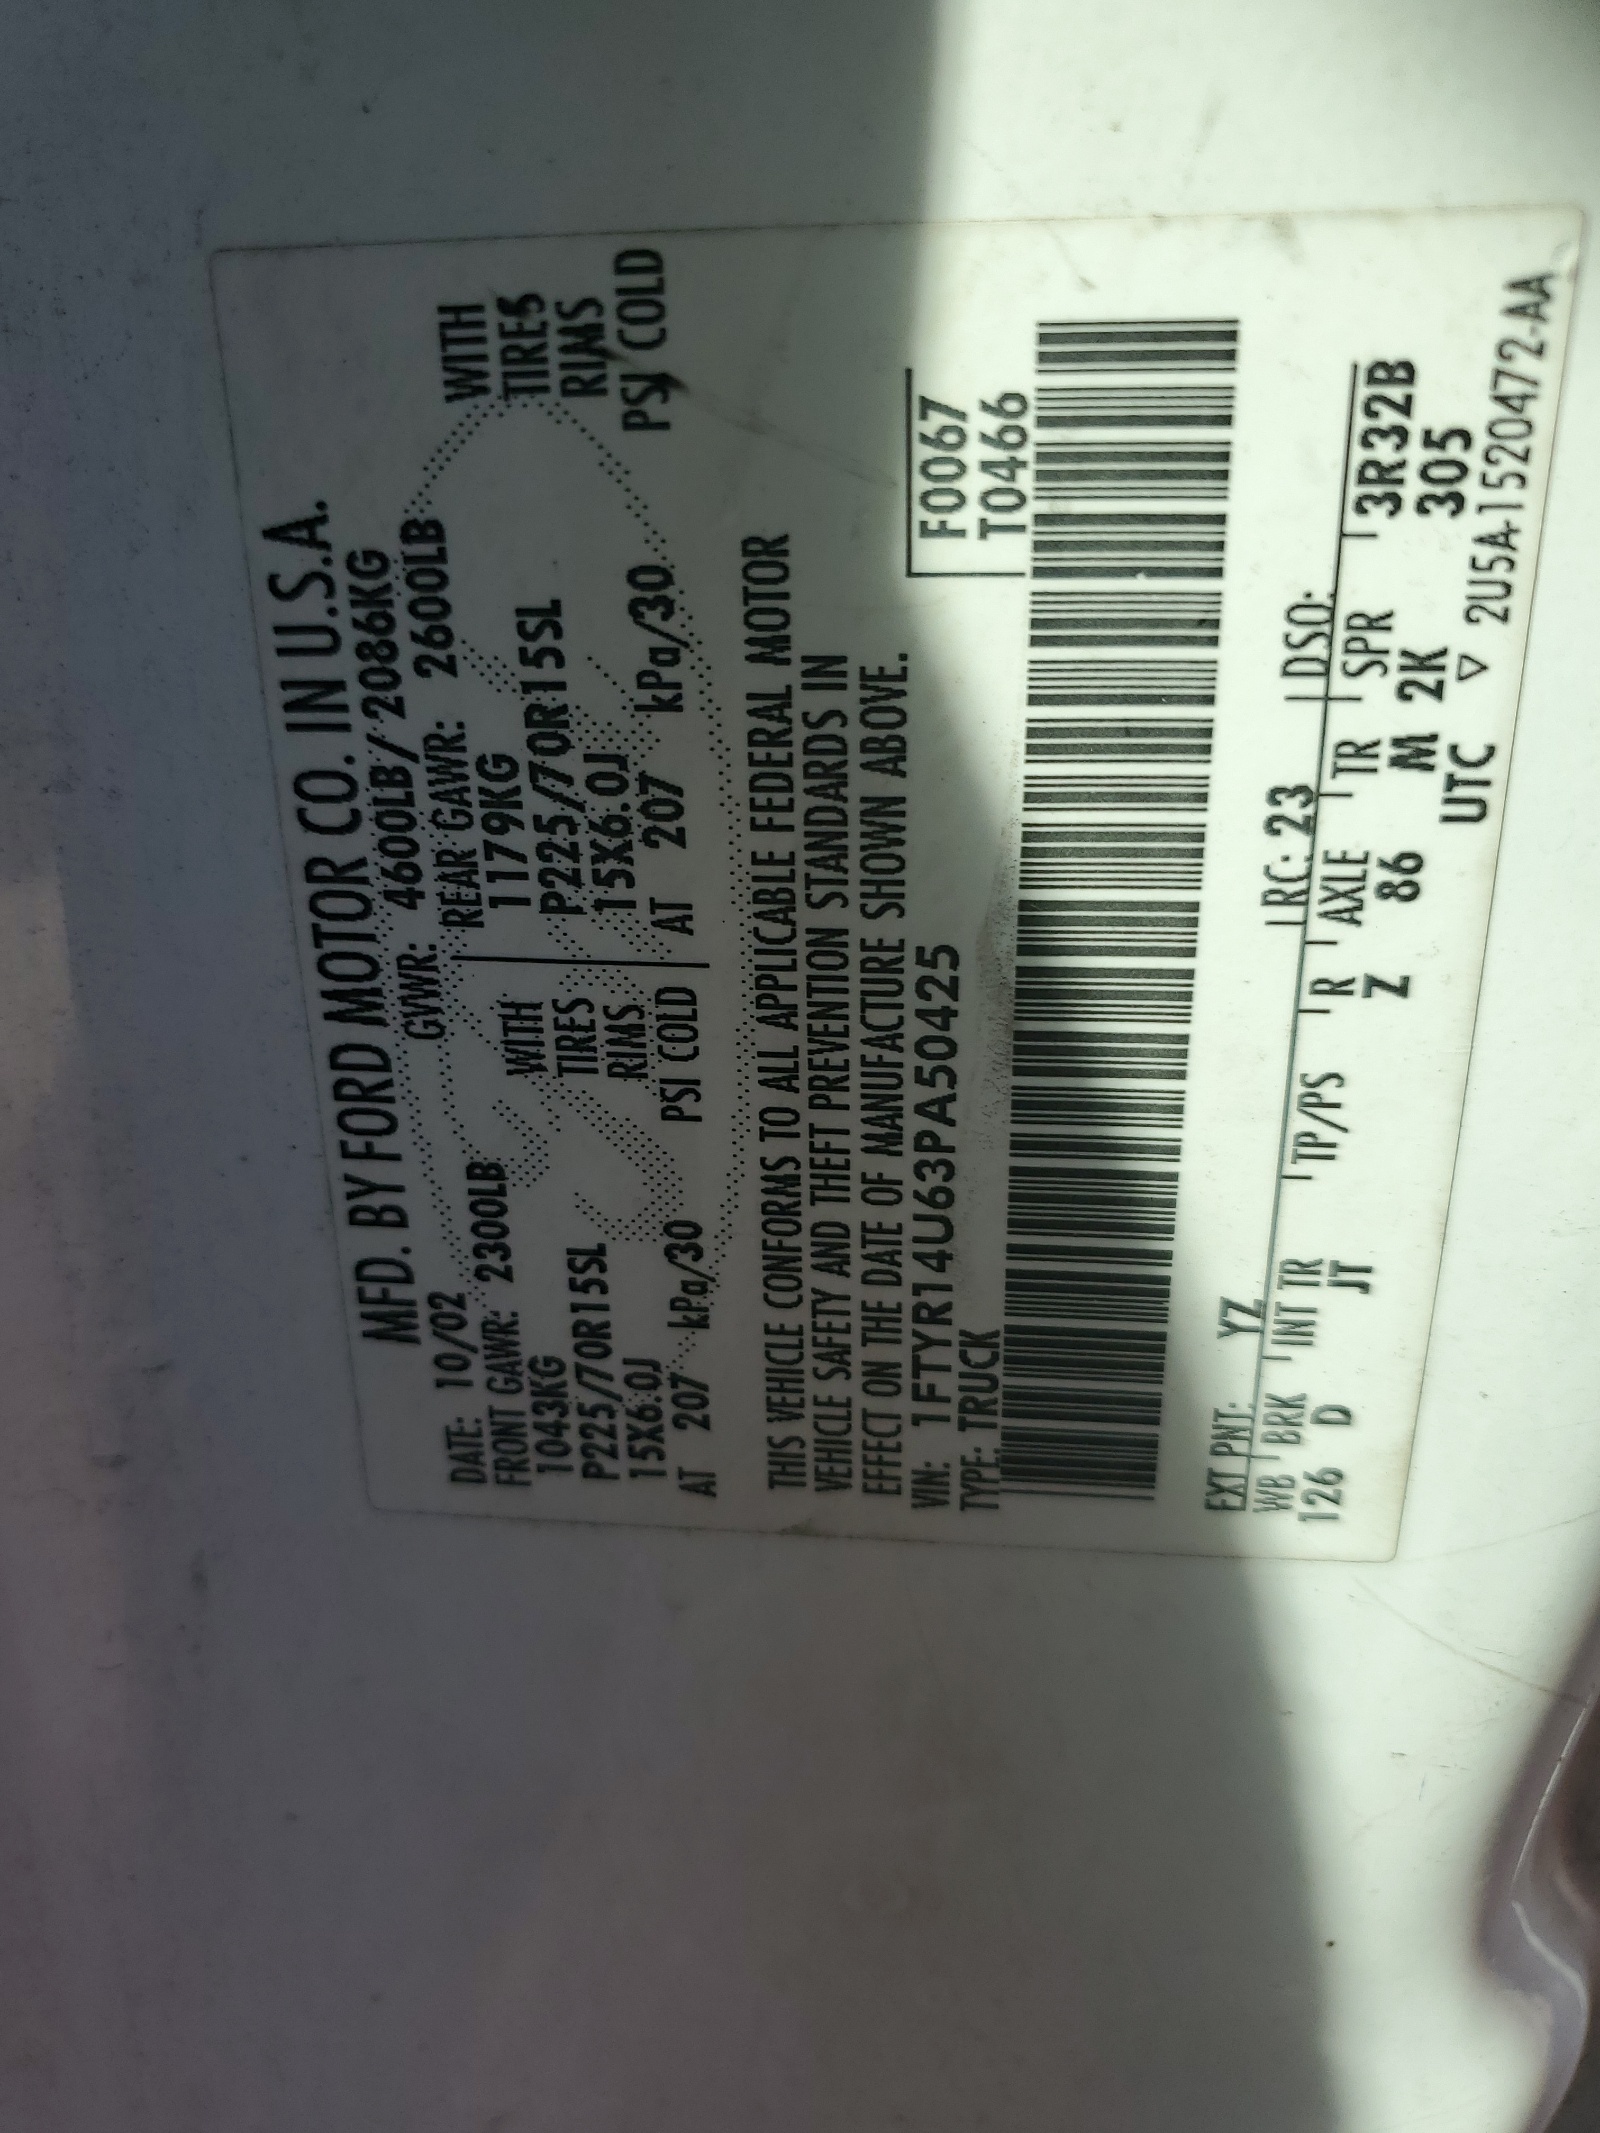 MFD. BY FORD MOTOR CO. IN U.S.A.
DATE: 10/02 GVWR: 4600LB/2086KG
FRONT GAWR: 2300LB REAR GAWR: 2600LB
1043KG WITH 1179KG WITH
P225/70R15SL TIRES P225/70R15SL TIRES
15X6.0J RIMS 15X6.0J RIMS
AT 207 kPa/30 PSI COLD AT 207 kPa/30 PSI COLD
THIS VEHICLE CONFORMS TO ALL APPLICABLE FEDERAL MOTOR
VEHICLE SAFETY AND THEFT PREVENTION STANDARDS IN
EFFECT ON THE DATE OF MANUFACTURE SHOWN ABOVE.
VIN: 1FTYR14U63PA50425 F0067
TYPE: TRUCK T0466
EXT PNT: YZ RC: 23 DSO:
WB BRK INT TR TP/PS R AXLE TR SPR 3R32B
126 D JT Z 86 M 2K 305
UTC ▽ 2U5A-1520472-AA